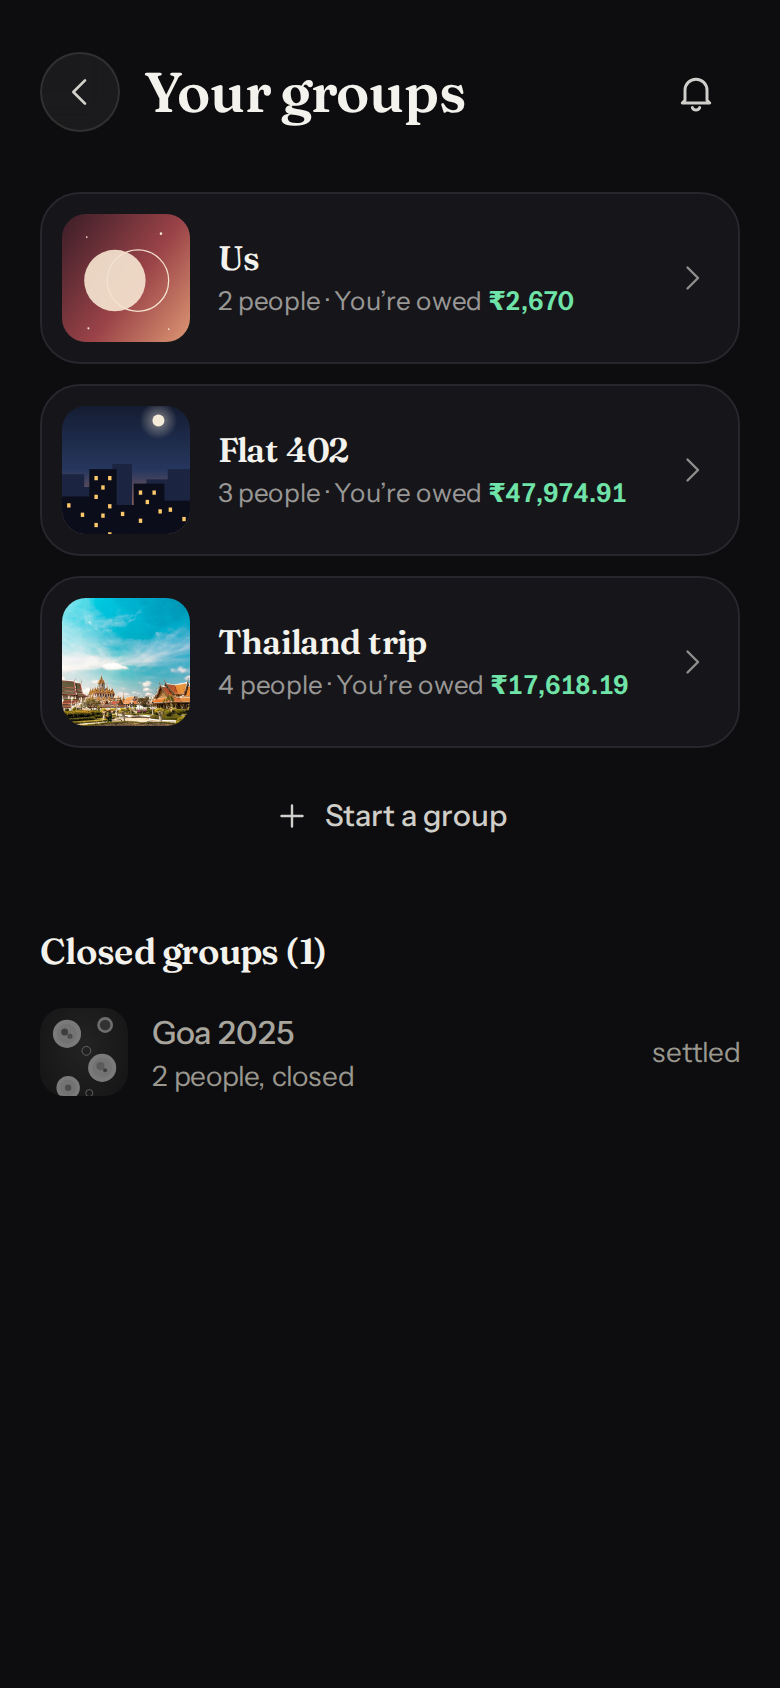 Your groups
Us
2 people · You’re owed ₹2,670
Flat 402
3 people · You’re owed ₹47,974.91
Thailand trip
4 people · You’re owed ₹17,618.19
Start a group
Closed groups (1)
Goa 2025
2 people, closed
settled